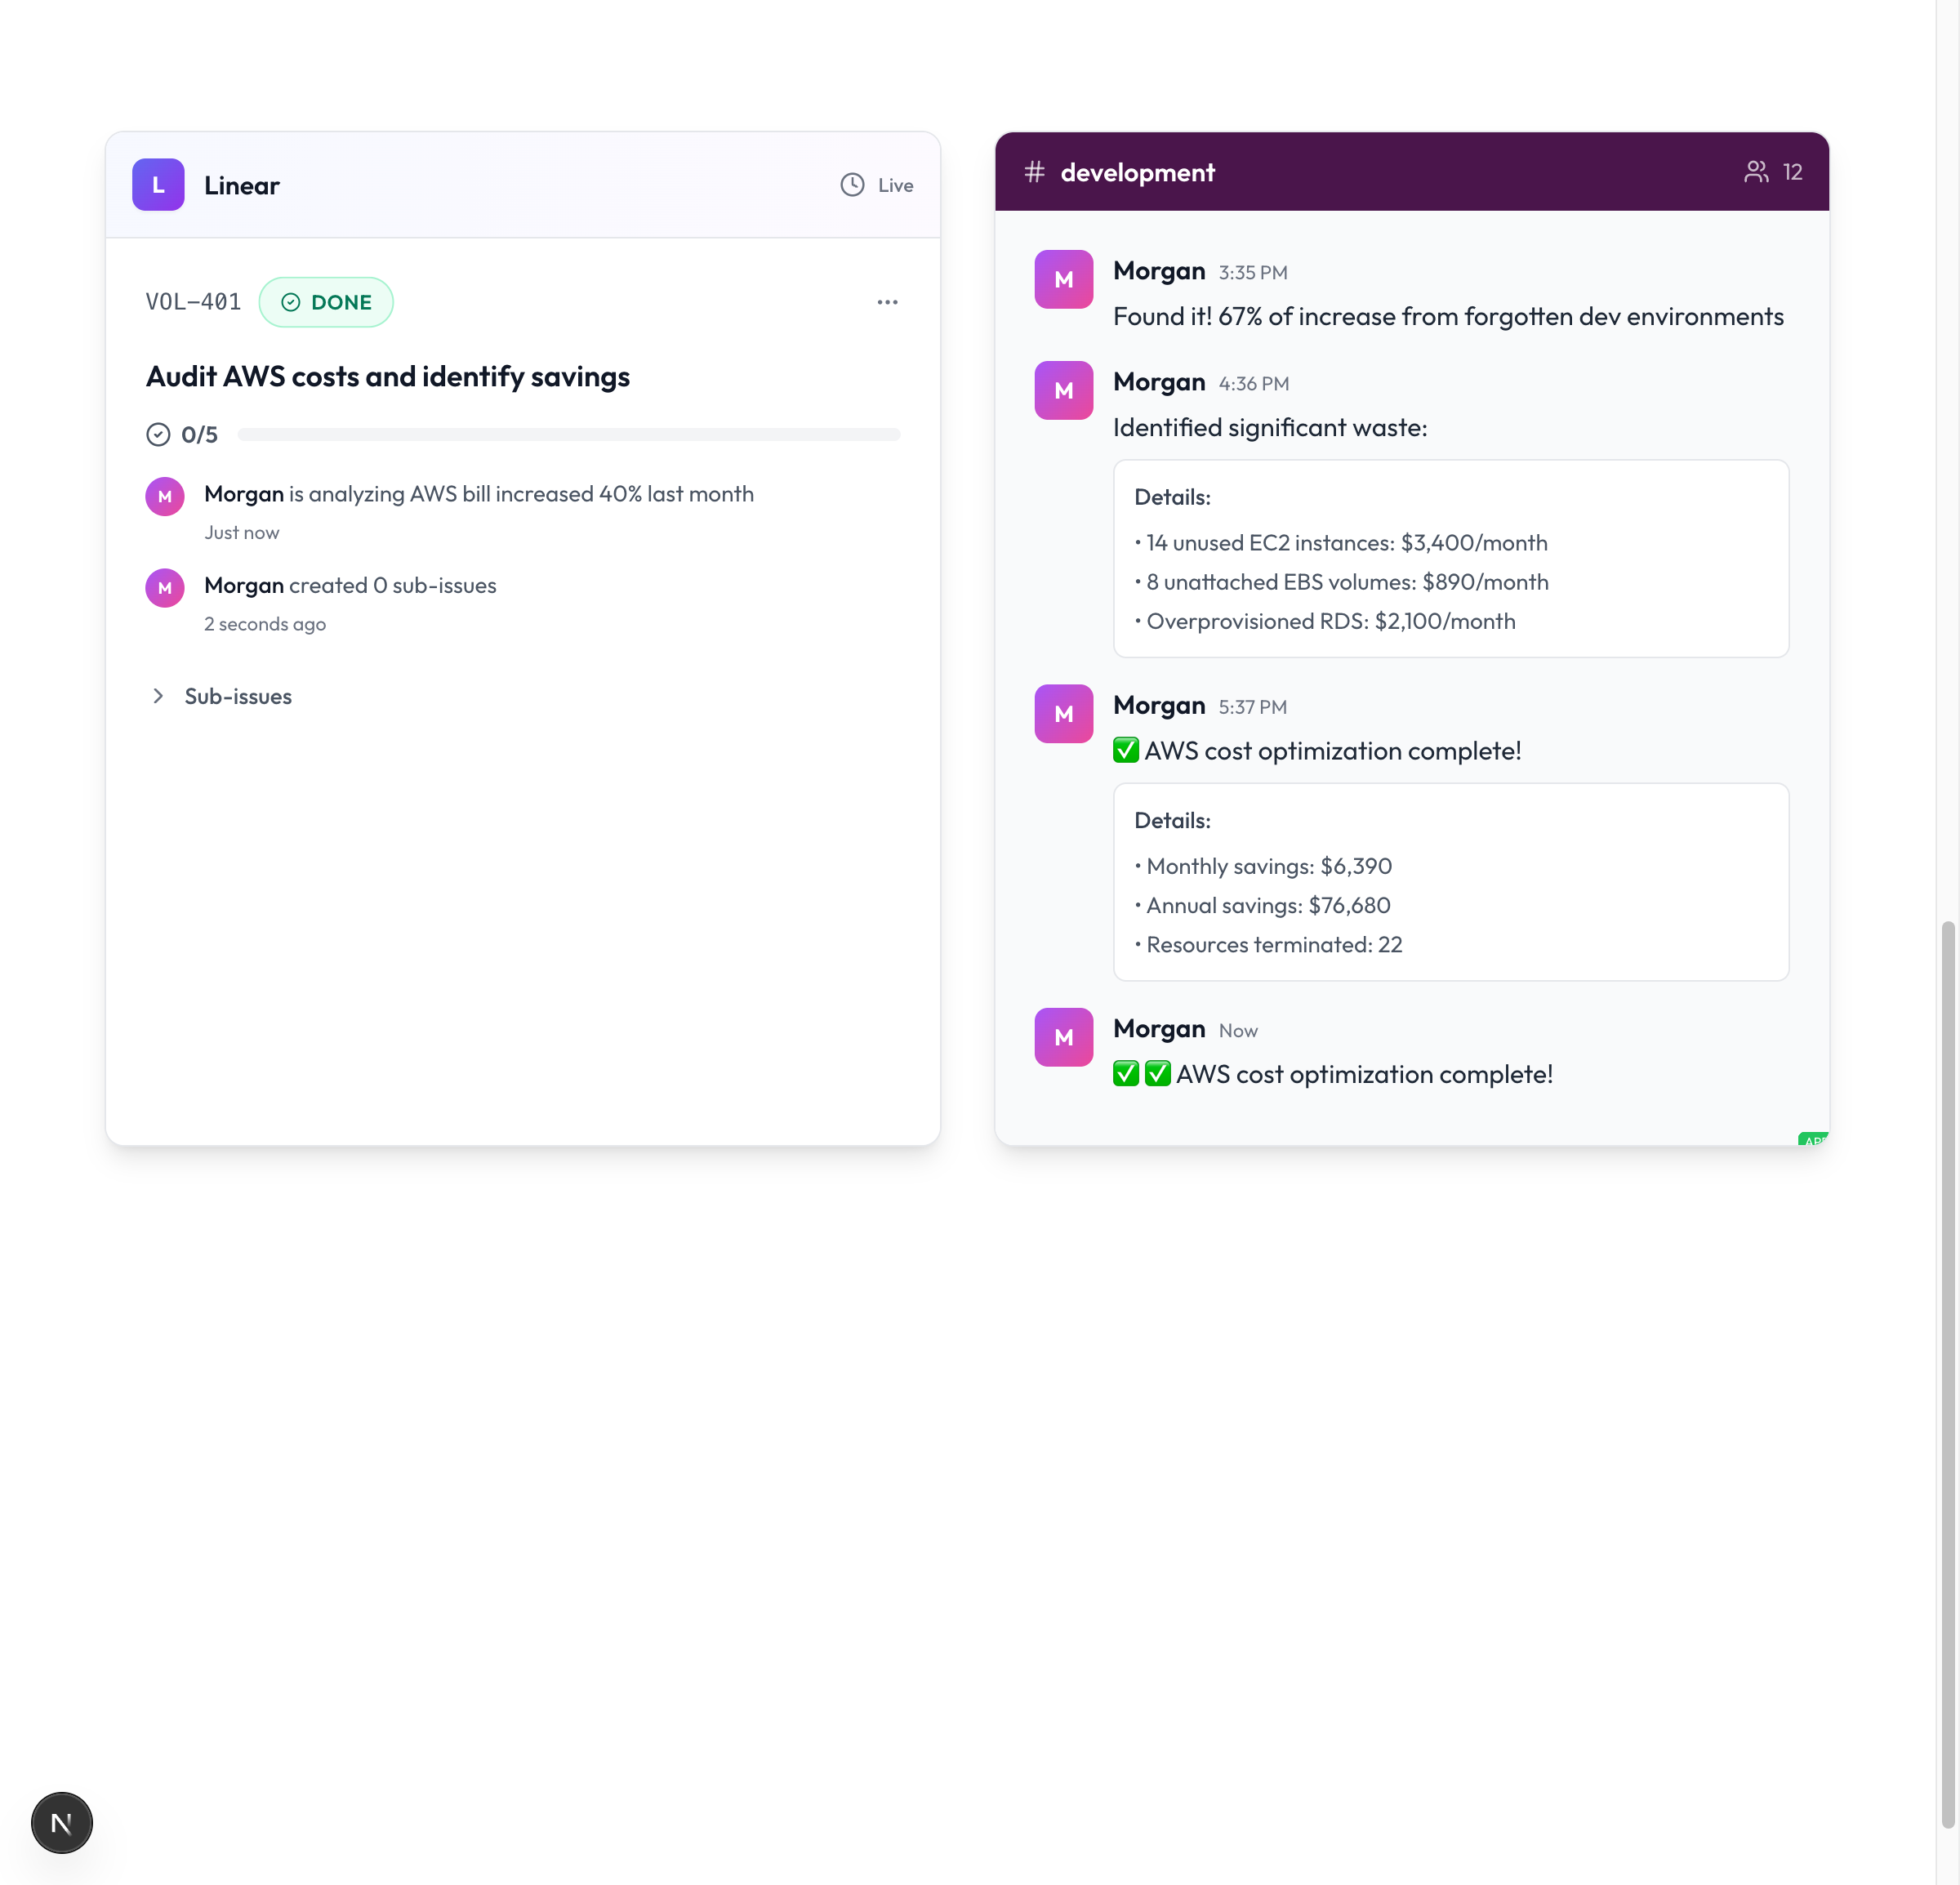 L Linear
Live
VOL-401 DONE
Audit AWS costs and identify savings
0/5
M Morgan is analyzing AWS bill increased 40% last month
Just now
M Morgan created 0 sub-issues
2 seconds ago
Sub-issues
# development
12
M Morgan 3:35 PM
Found it! 67% of increase from forgotten dev environments
M Morgan 4:36 PM
Identified significant waste:
Details:
• 14 unused EC2 instances: $3,400/month
• 8 unattached EBS volumes: $890/month
• Overprovisioned RDS: $2,100/month
M Morgan 5:37 PM
✅ AWS cost optimization complete!
Details:
• Monthly savings: $6,390
• Annual savings: $76,680
• Resources terminated: 22
M Morgan Now
✅ ✅ AWS cost optimization complete!
N